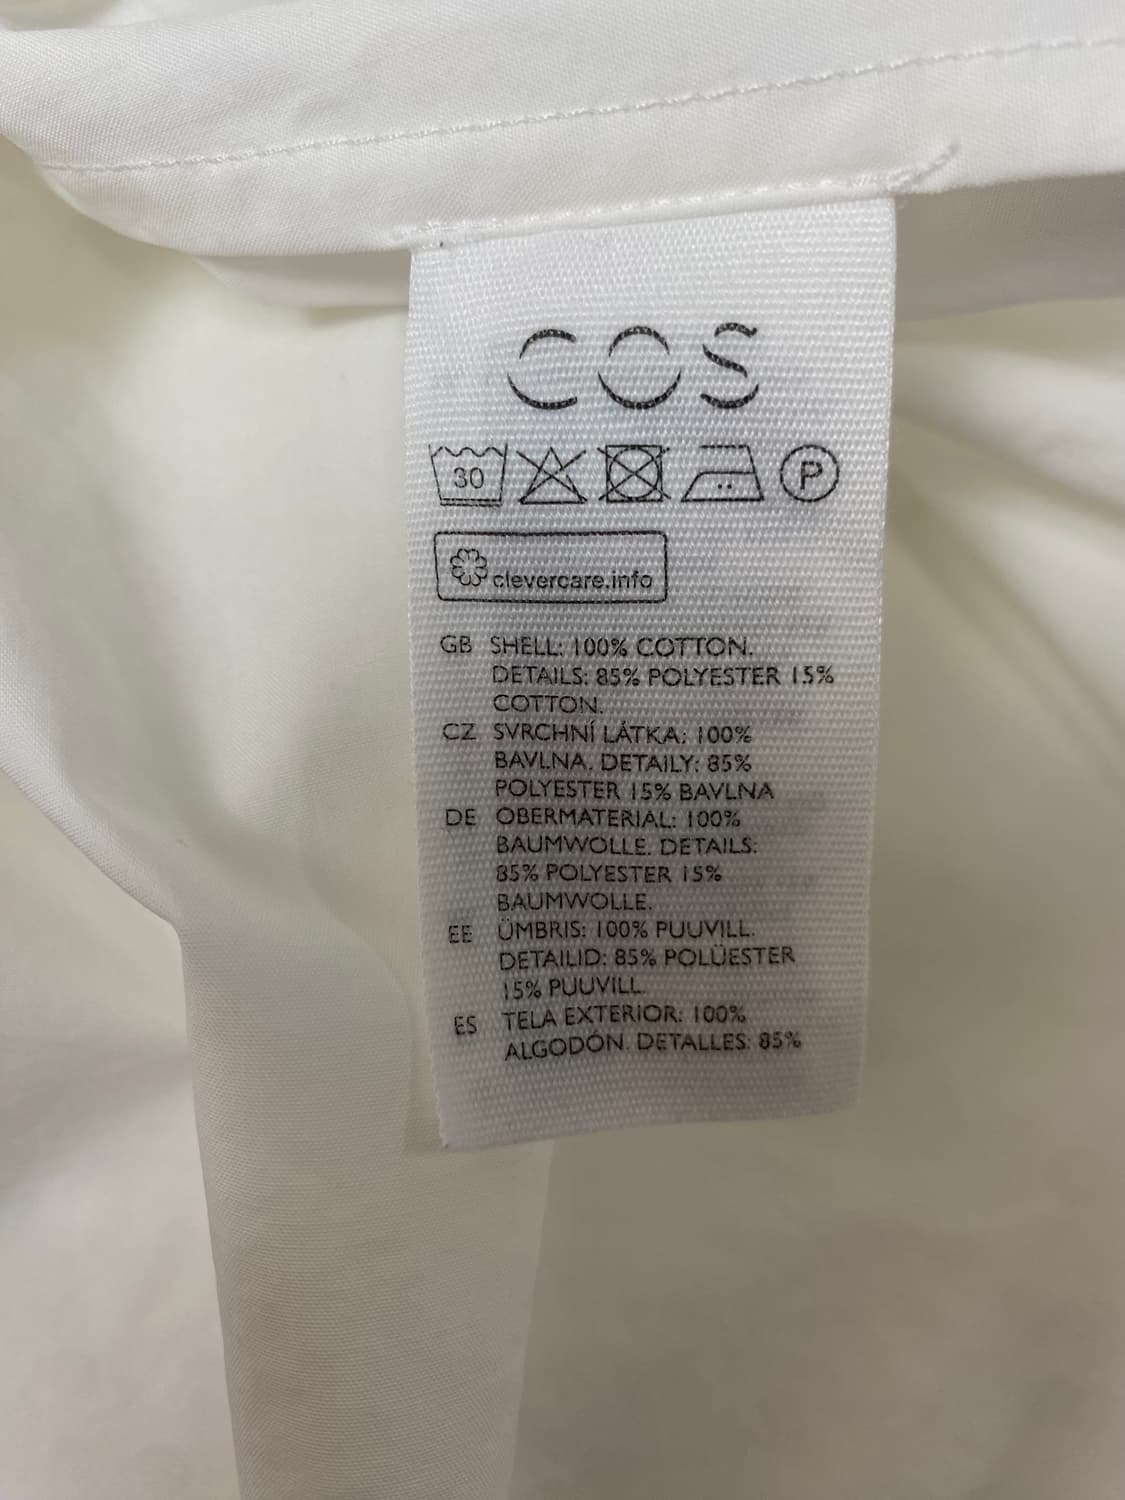 COS
30
P
clevercare.info
GB SHELL: 100% COTTON.
DETAILS: 85% POLYESTER 15%
COTTON.
CZ SVRCHNÍ LÁTKA: 100%
BAVLNA. DETAILY: 85%
POLYESTER 15% BAVLNA
DE OBERMATERIAL: 100%
BAUMWOLLE. DETAILS:
85% POLYESTER 15%
BAUMWOLLE.
EE ÜMBRIS: 100% PUUVILL.
DETAILID: 85% POLÜESTER
15% PUUVILL
ES TELA EXTERIOR: 100%
ALGODÓN. DETALLES: 85%